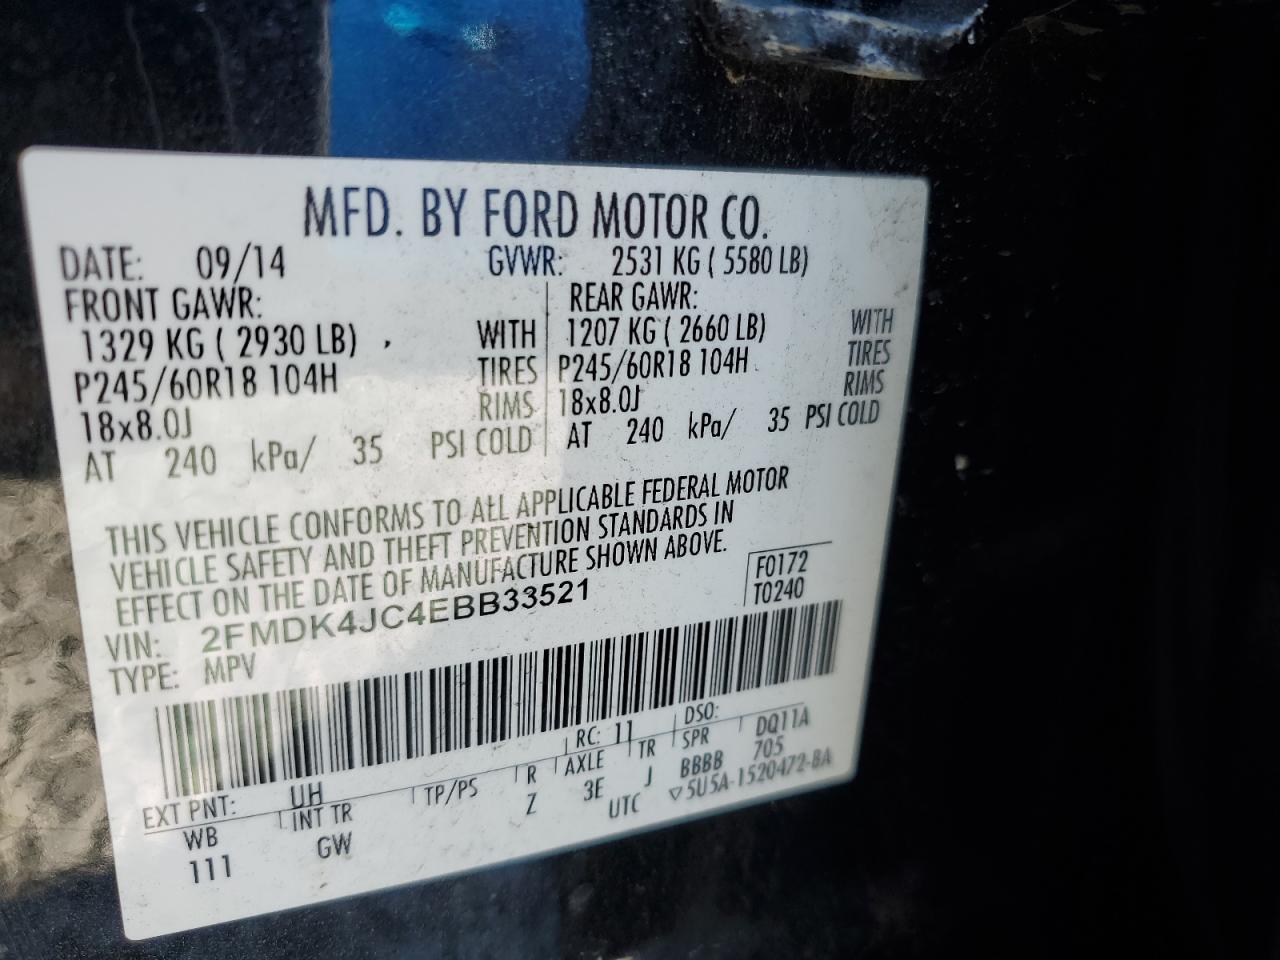 MFD. BY FORD MOTOR CO.
DATE: 09/14 GVWR: 2531 KG ( 5580 LB)
FRONT GAWR: REAR GAWR:
1329 KG ( 2930 LB) WITH 1207 KG ( 2660 LB) WITH
P245/60R18 104H TIRES P245/60R18 104H TIRES
18x8.0J RIMS 18x8.0J RIMS
AT 240 kPa/ 35 PSI COLD AT 240 kPa/ 35 PSI COLD
THIS VEHICLE CONFORMS TO ALL APPLICABLE FEDERAL MOTOR
VEHICLE SAFETY AND THEFT PREVENTION STANDARDS IN
EFFECT ON THE DATE OF MANUFACTURE SHOWN ABOVE.
VIN: 2FMDK4JC4EBB33521 F0172
TYPE: MPV T0240
EXT PNT: UH RC: 11 DSO:
WB INT TR TP/PS R AXLE TR SPR DQ11A
111 GW Z 3E J BBBB 705
UTC ▽5U5A-1520472-BA